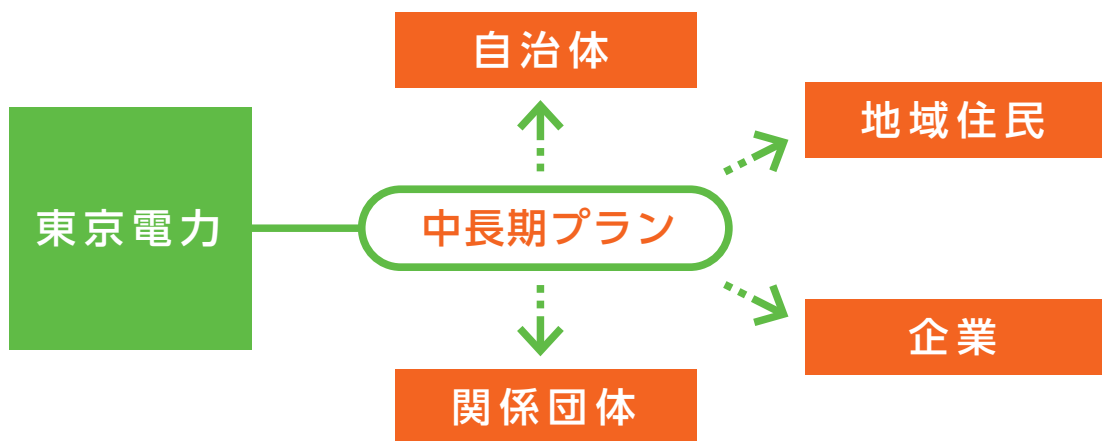 自治体
地域住民
東京電力
中長期プラン
企業
関係団体